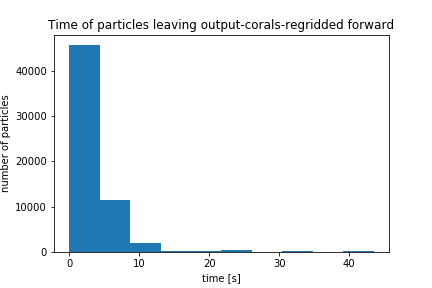 Time of particles leaving output-corals-regridded forward
number of particles
40000
30000
20000
10000
0
0 10 20 30 40
time [s]